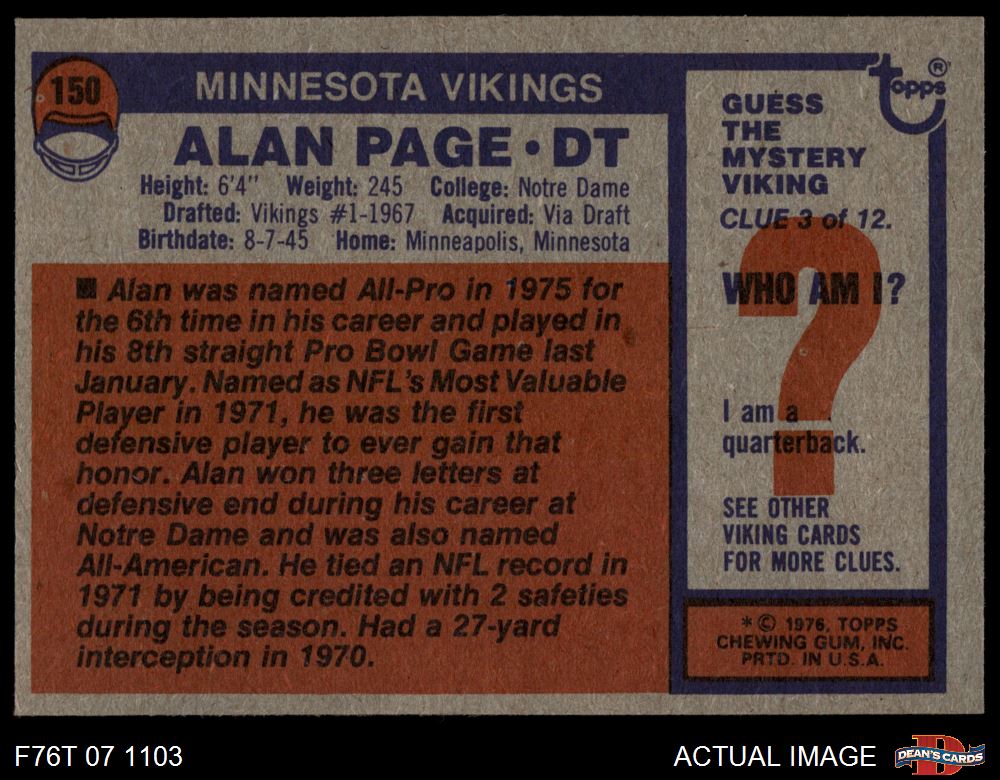 150
MINNESOTA VIKINGS
ALAN PAGE • DT
Height: 6'4" Weight: 245 College: Notre Dame
Drafted: Vikings #1-1967 Acquired: Via Draft
Birthdate: 8-7-45 Home: Minneapolis, Minnesota
■ Alan was named All-Pro in 1975 for
the 6th time in his career and played in
his 8th straight Pro Bowl Game last
January. Named as NFL's Most Valuable
Player in 1971, he was the first
defensive player to ever gain that
honor. Alan won three letters at
defensive end during his career at
Notre Dame and was also named
All-American. He tied an NFL record in
1971 by being credited with 2 safeties
during the season. Had a 27-yard
interception in 1970.
topps®
GUESS
THE
MYSTERY
VIKING
CLUE 3 of 12.
?
WHO AM I?
I am a
quarterback.
SEE OTHER
VIKING CARDS
FOR MORE CLUES.
* © 1976, TOPPS
CHEWING GUM, INC.
PRTD. IN U.S.A.
F76T 07 1103
ACTUAL IMAGE
D
DEAN'S CARDS